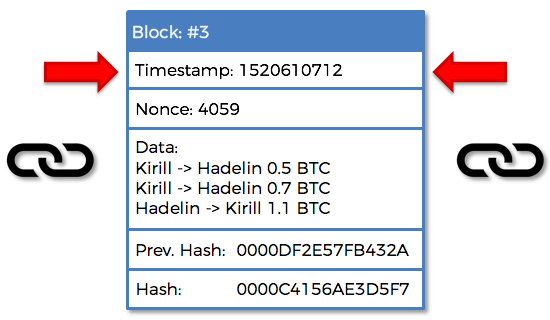 Block: #3
Timestamp: 1520610712
Nonce: 4059
Data:
Kirill -> Hadelin 0.5 BTC
Kirill -> Hadelin 0.7 BTC
Hadelin -> Kirill 1.1 BTC
Prev. Hash: 0000DF2E57FB432A
Hash: 0000C4156AE3D5F7